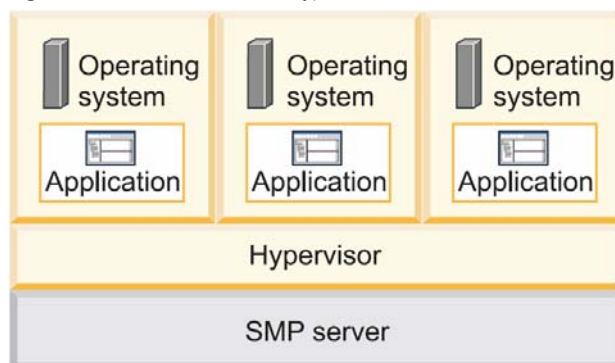 Operating
system
Application
Operating
system
Application
Operating
system
Application
Hypervisor
SMP server